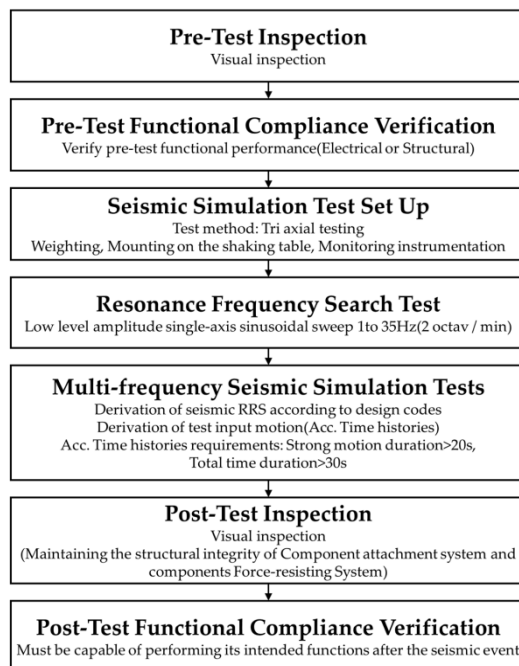 Pre-Test Inspection
Visual inspection
Pre-Test Functional Compliance Verification
Verify pre-test functional performance(Electrical or Structural)
Seismic Simulation Test Set Up
Test method: Tri axial testing
Weighting, Mounting on the shaking table, Monitoring instrumentation
Resonance Frequency Search Test
Low level amplitude single-axis sinusoidal sweep 1to 35Hz(2 octav / min)
Multi-frequency Seismic Simulation Tests
Derivation of seismic RRS according to design codes
Derivation of test input motion(Acc. Time histories)
Acc. Time histories requirements: Strong motion duration>20s,
Total time duration>30s
Post-Test Inspection
Visual inspection
(Maintaining the structural integrity of Component attachment system and
components Force-resisting System)
Post-Test Functional Compliance Verification
Must be capable of performing its intended functions after the seismic event